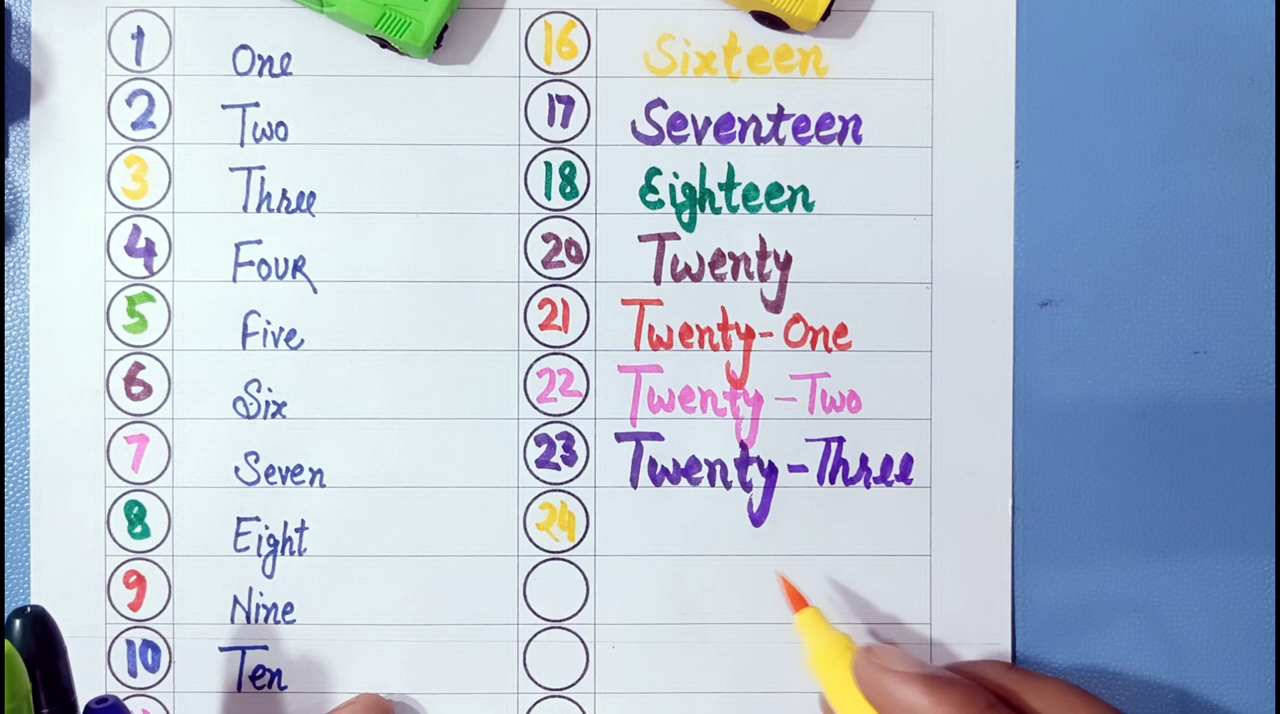 1 One
2 Two
3 Three
4 FOUR
5 Five
6 Six
7 Seven
8 Eight
9 Nine
10 Ten
16 Sixteen
17 Seventeen
18 Eighteen
20 Twenty
21 Twenty-One
22 Twenty-Two
23 Twenty-Three
24